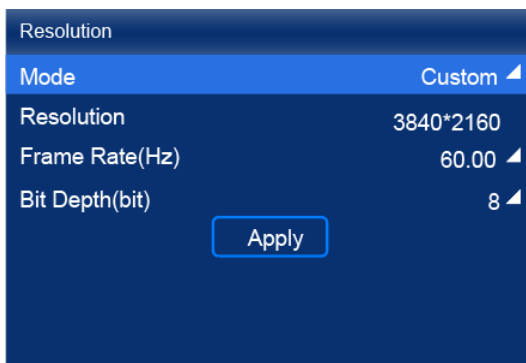 Resolution
Mode Custom
Resolution 3840*2160
Frame Rate(Hz) 60.00
Bit Depth(bit) 8
Apply